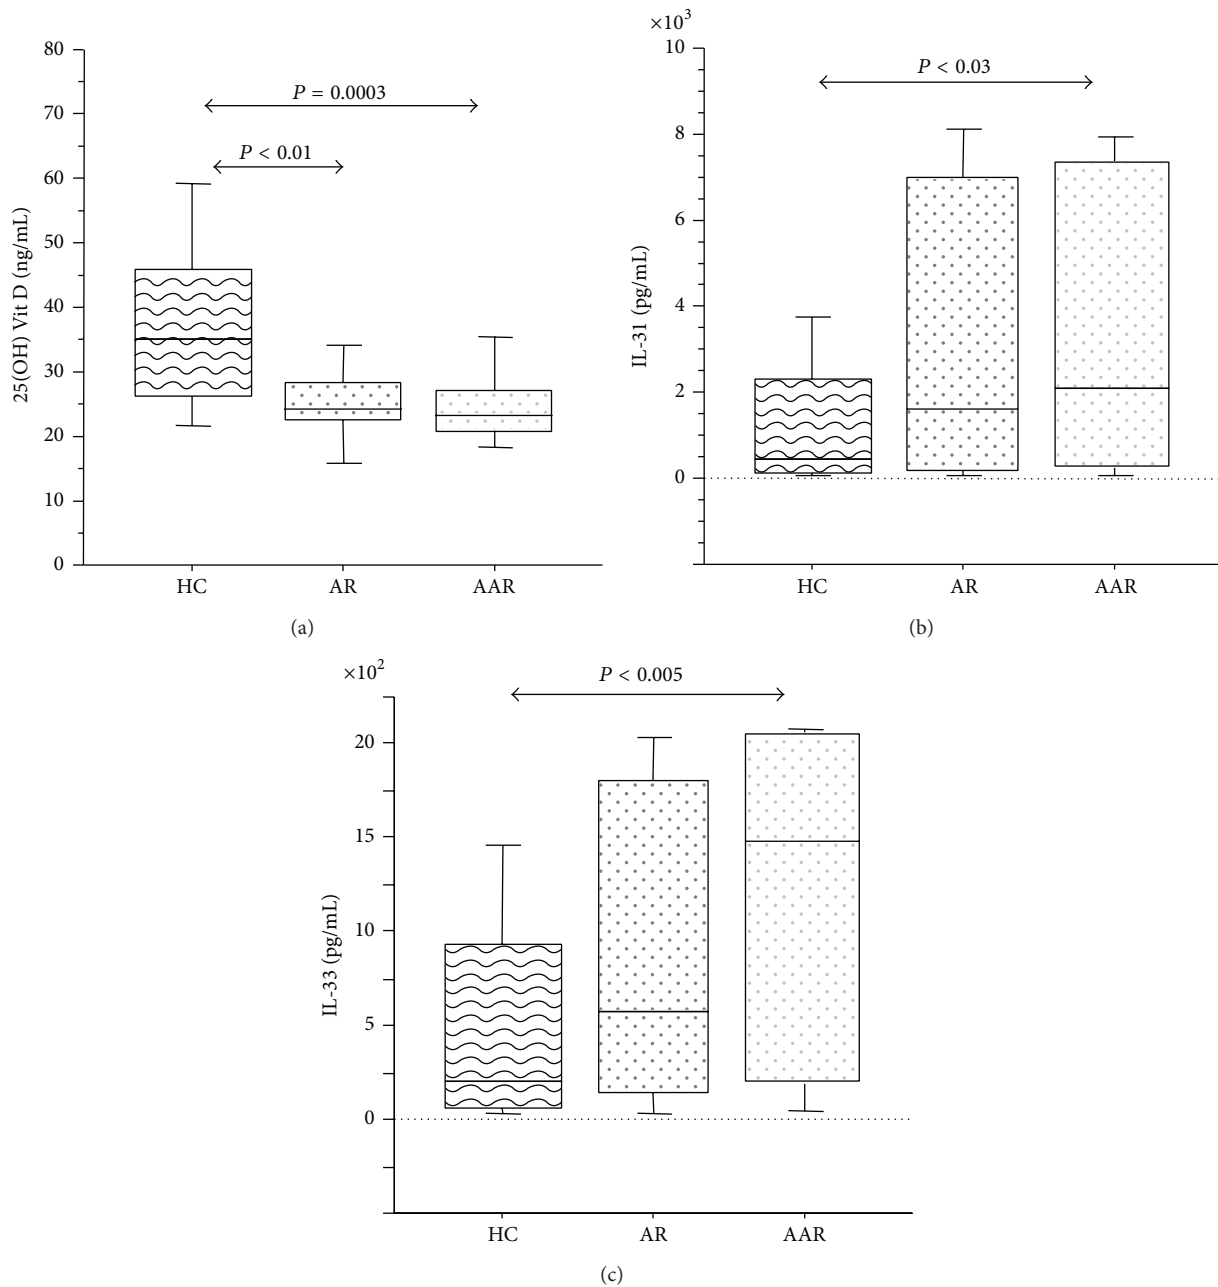 80
70
60
50
40
30
20
10
0
25(OH) Vit D (ng/mL)
P = 0.0003
P < 0.01
HC AR AAR
(a)
×10³
10
8
6
4
2
0
IL-31 (pg/mL)
P < 0.03
HC AR AAR
(b)
×10²
20
15
10
5
0
IL-33 (pg/mL)
P < 0.005
HC AR AAR
(c)